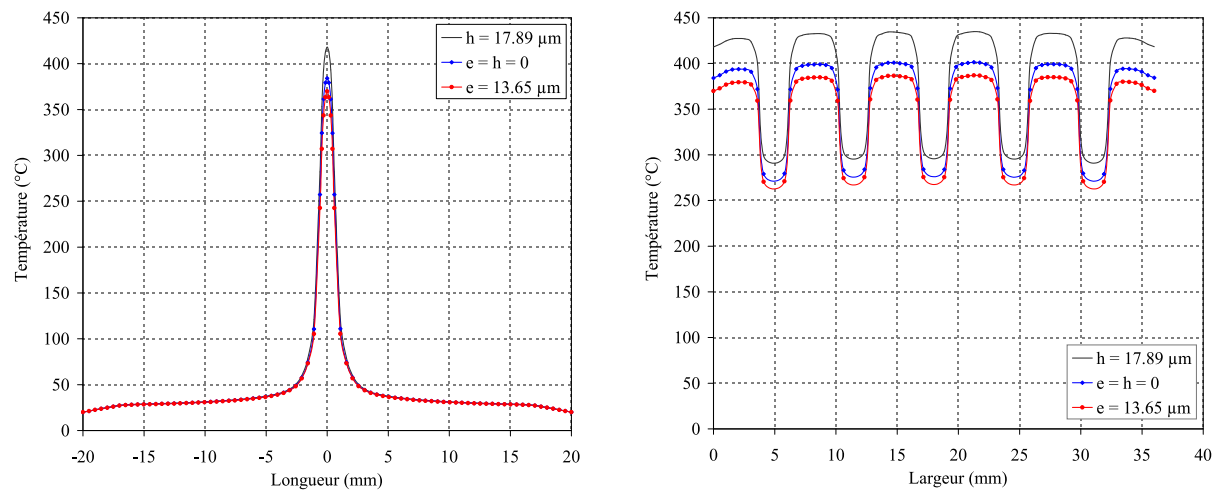 450
400
350
300
250
200
150
100
50
0
Température (°C)
-20 -15 -10 -5 0 5 10 15 20
Longueur (mm)
h = 17.89 µm
e = h = 0
e = 13.65 µm
450
400
350
300
250
200
150
100
50
0
Température (°C)
0 5 10 15 20 25 30 35 40
Largeur (mm)
h = 17.89 µm
e = h = 0
e = 13.65 µm